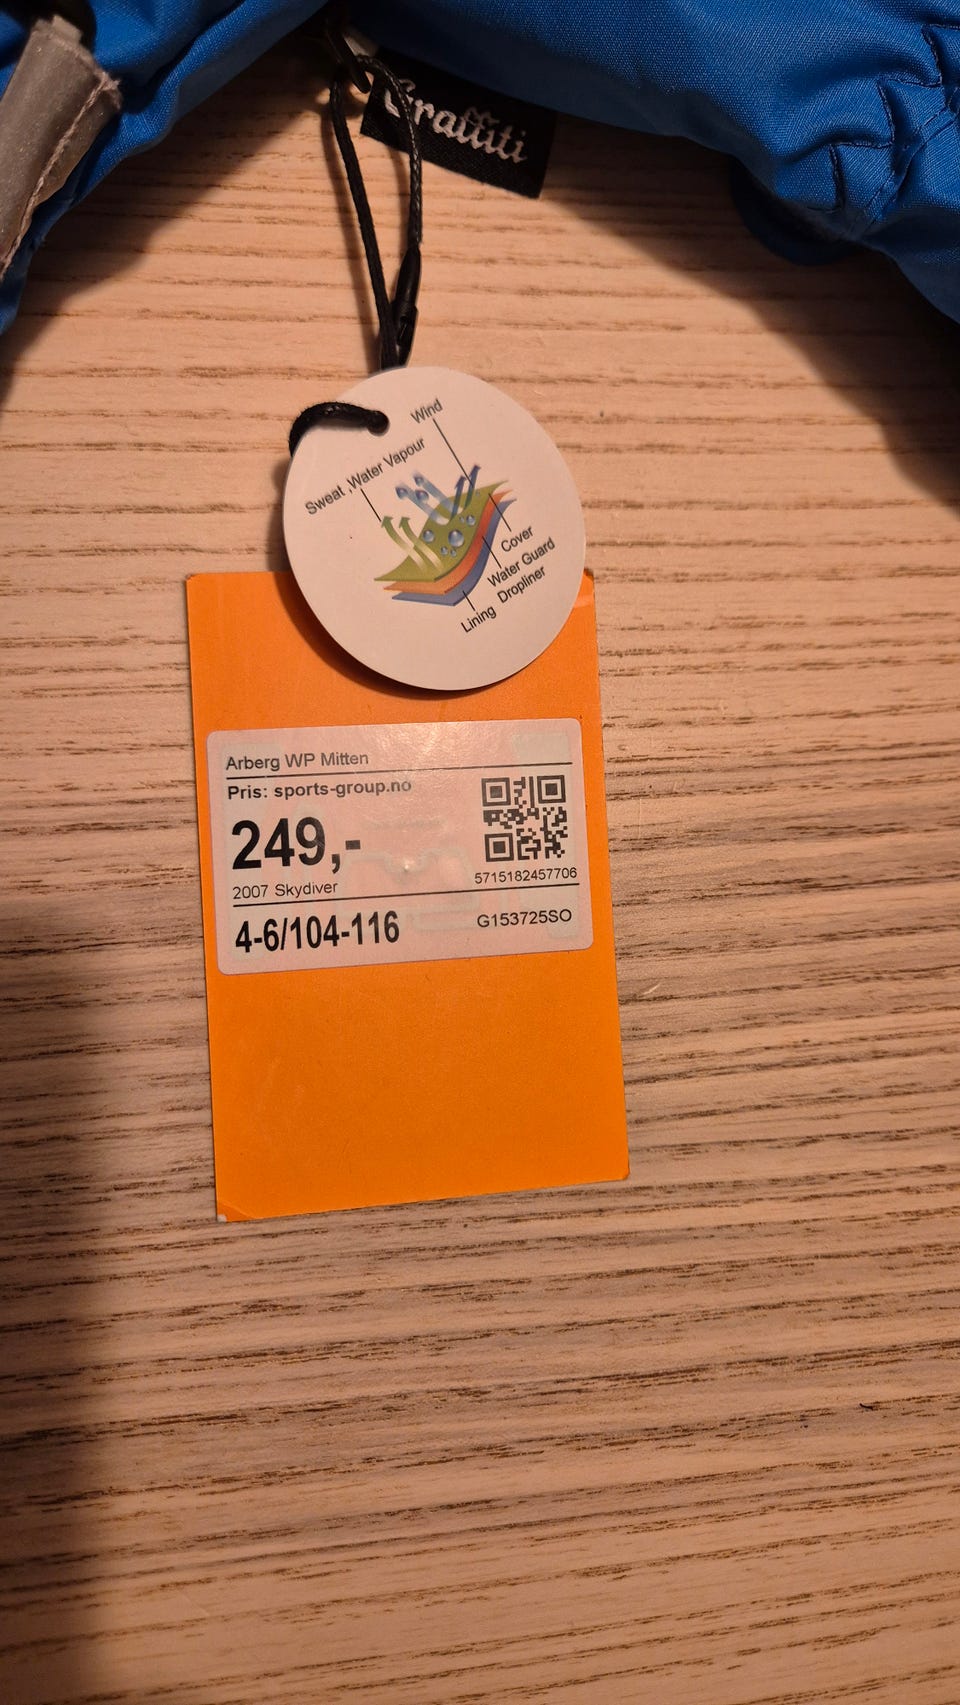 Graffiti
Wind
Sweat ,Water Vapour
Cover
Water Guard
Dropliner
Lining
Arberg WP Mitten
Pris: sports-group.no
249,-
5715182457706
2007 Skydiver
4-6/104-116
G153725SO